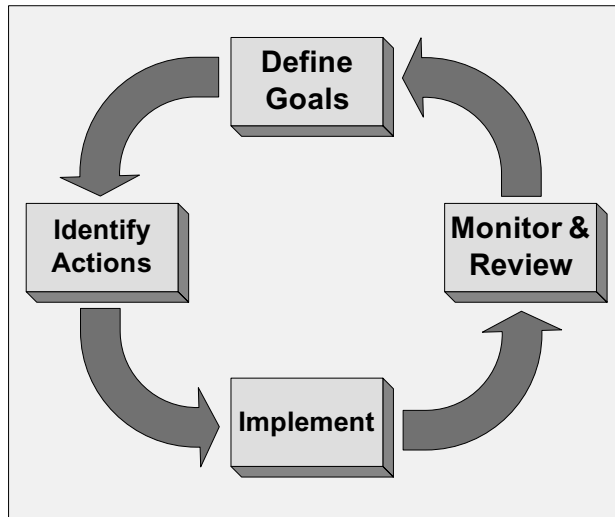 Define
Goals
Identify
Actions
Monitor &
Review
Implement